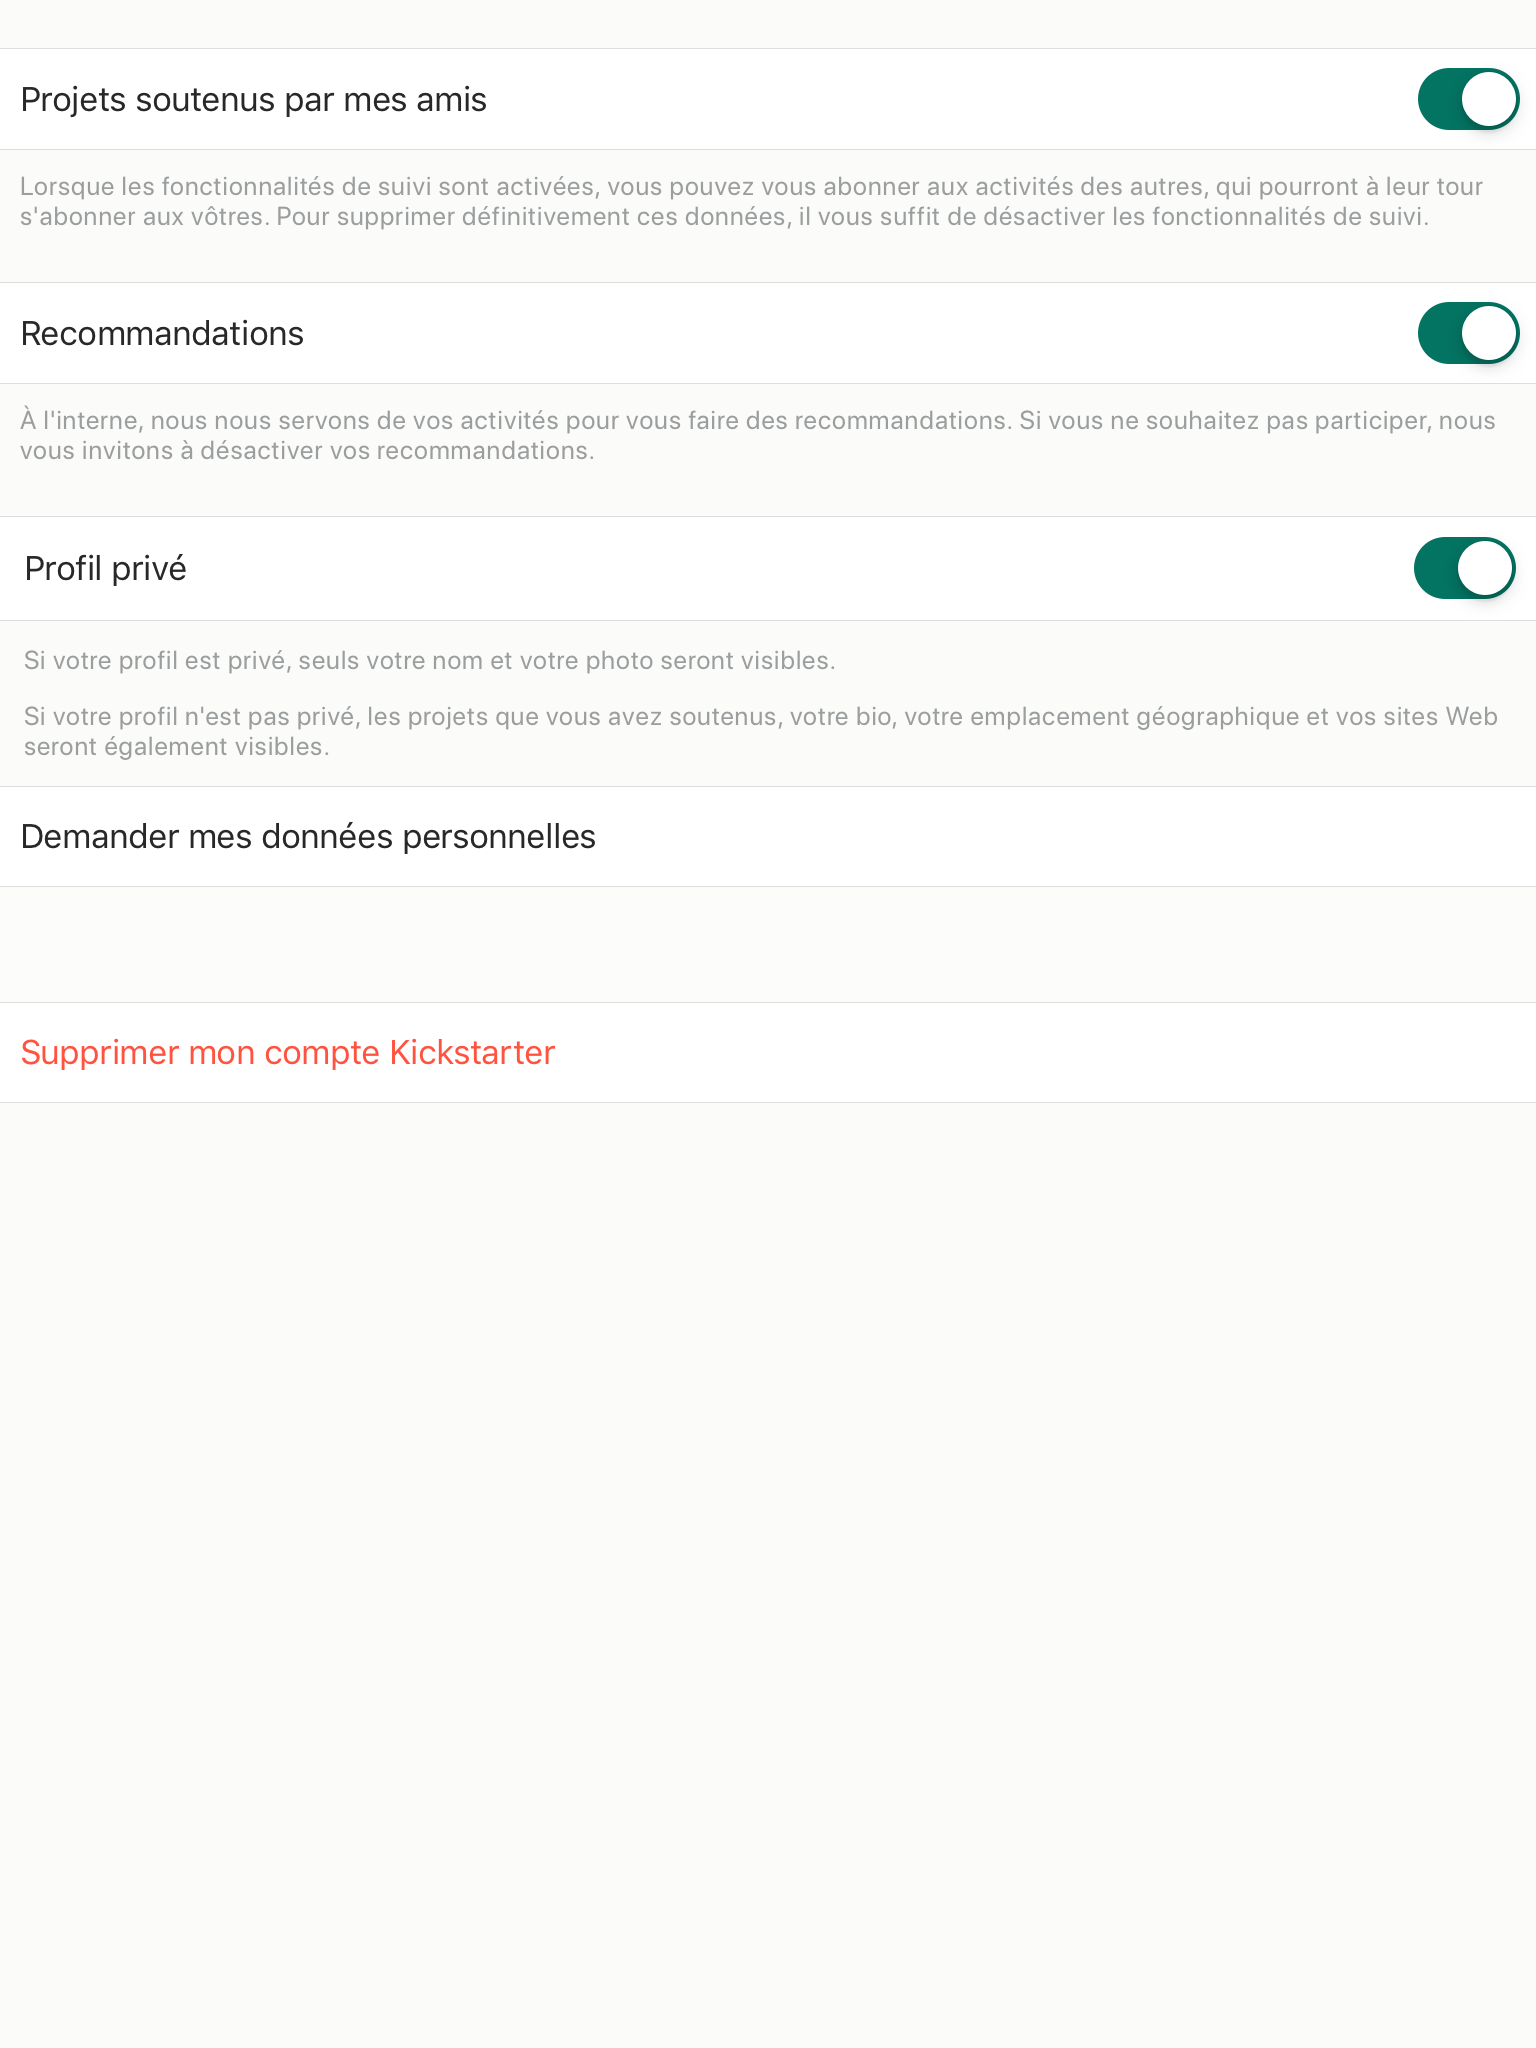 Projets soutenus par mes amis
Lorsque les fonctionnalités de suivi sont activées, vous pouvez vous abonner aux activités des autres, qui pourront à leur tour
s'abonner aux vôtres. Pour supprimer définitivement ces données, il vous suffit de désactiver les fonctionnalités de suivi.
Recommandations
À l'interne, nous nous servons de vos activités pour vous faire des recommandations. Si vous ne souhaitez pas participer, nous
vous invitons à désactiver vos recommandations.
Profil privé
Si votre profil est privé, seuls votre nom et votre photo seront visibles.
Si votre profil n'est pas privé, les projets que vous avez soutenus, votre bio, votre emplacement géographique et vos sites Web
seront également visibles.
Demander mes données personnelles
Supprimer mon compte Kickstarter